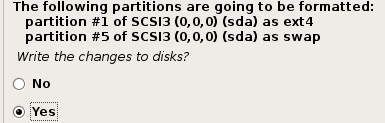 The following partitions are going to be formatted:
partition #1 of SCSI3 (0,0,0) (sda) as ext4
partition #5 of SCSI3 (0,0,0) (sda) as swap
Write the changes to disks?
No
Yes